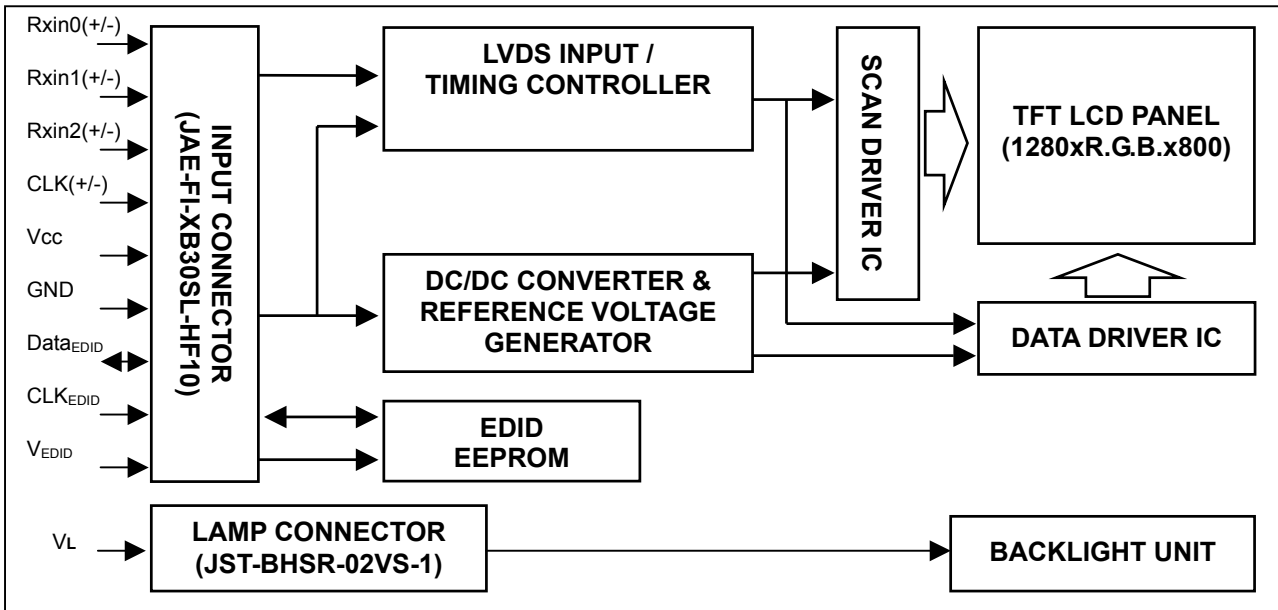 Rxin0(+/-)
Rxin1(+/-)
Rxin2(+/-)
CLK(+/-)
Vcc
GND
DataEDID
CLKEDID
VEDID
VL
INPUT CONNECTOR
(JAE-FI-XB30SL-HF10)
LVDS INPUT /
TIMING CONTROLLER
DC/DC CONVERTER &
REFERENCE VOLTAGE
GENERATOR
EDID
EEPROM
SCAN DRIVER IC
TFT LCD PANEL
(1280xR.G.B.x800)
DATA DRIVER IC
LAMP CONNECTOR
(JST-BHSR-02VS-1)
BACKLIGHT UNIT